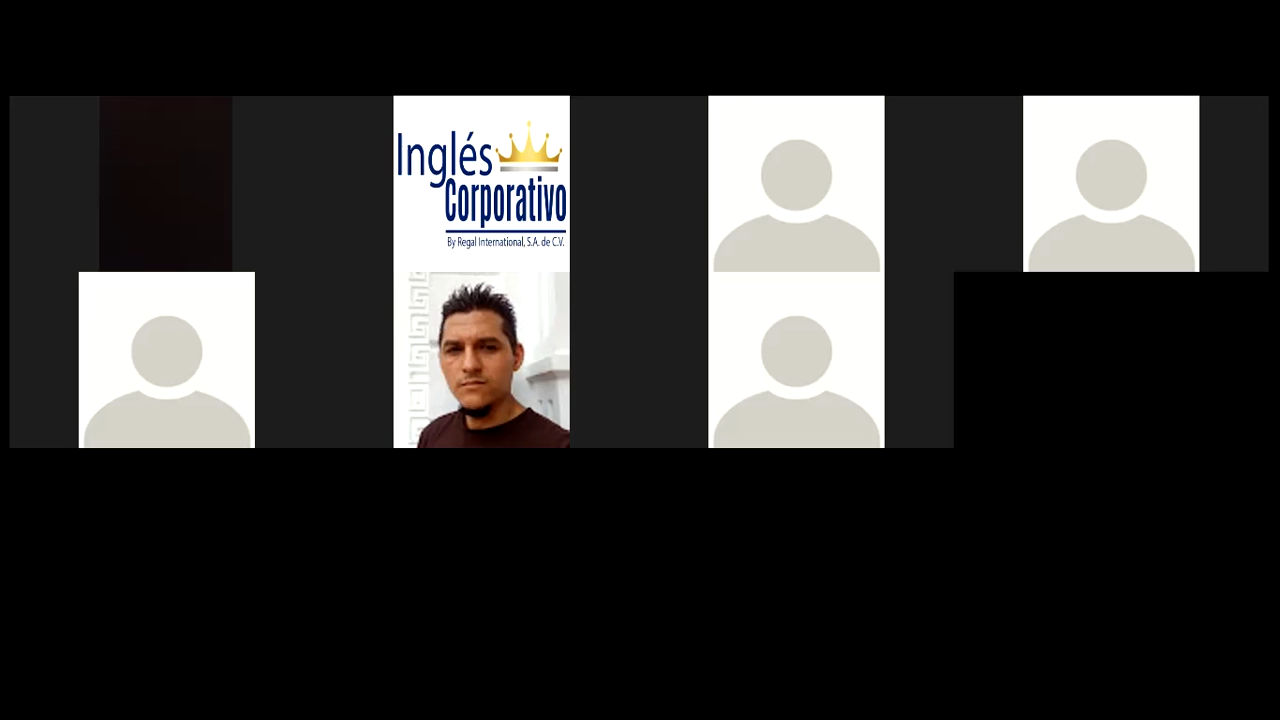 Inglés
Corporativo
By Regal International, S.A. de C.V.